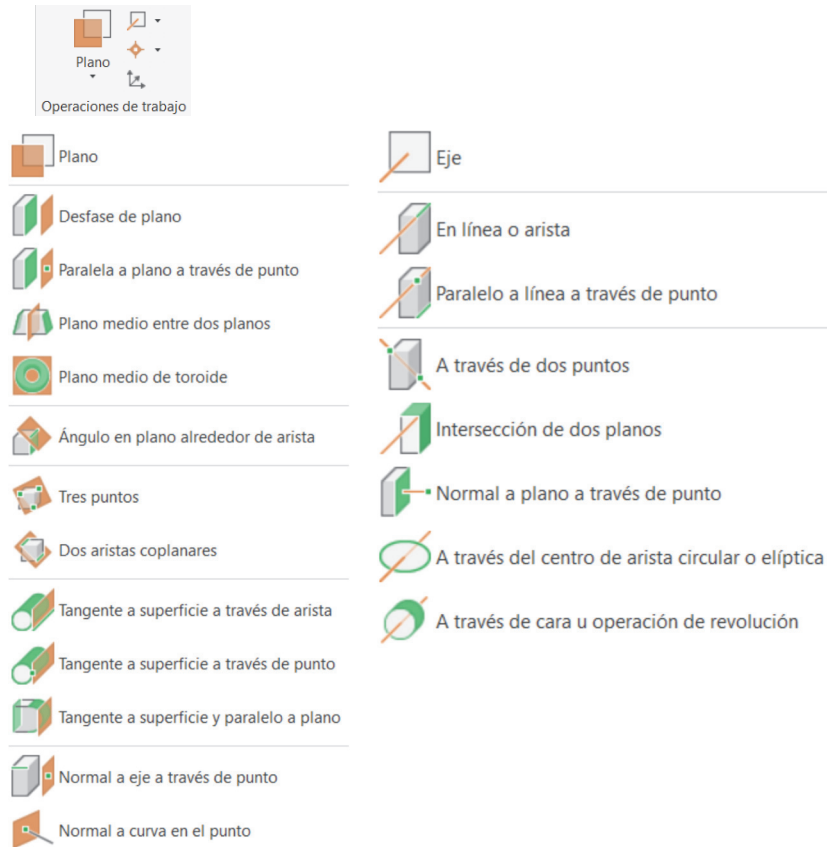 Plano
Operaciones de trabajo
Plano
Desfase de plano
Paralela a plano a través de punto
Plano medio entre dos planos
Plano medio de toroide
Ángulo en plano alrededor de arista
Tres puntos
Dos aristas coplanares
Tangente a superficie a través de arista
Tangente a superficie a través de punto
Tangente a superficie y paralelo a plano
Normal a eje a través de punto
Normal a curva en el punto
Eje
En línea o arista
Paralelo a línea a través de punto
A través de dos puntos
Intersección de dos planos
Normal a plano a través de punto
A través del centro de arista circular o elíptica
A través de cara u operación de revolución